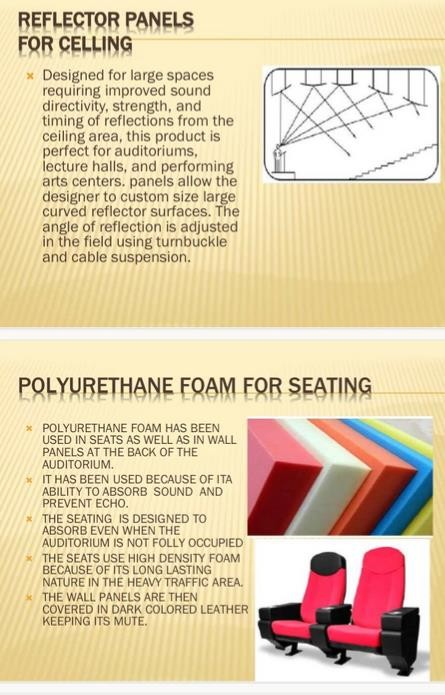 REFLECTOR PANELS
FOR CELLING
Designed for large spaces
requiring improved sound
directivity, strength, and
timing of reflections from the
ceiling area, this product is
perfect for auditoriums,
lecture halls, and performing
arts centers. panels allow the
designer to custom size large
curved reflector surfaces. The
angle of reflection is adjusted
in the field using turnbuckle
and cable suspension.
POLYURETHANE FOAM FOR SEATING
POLYURETHANE FOAM HAS BEEN
USED IN SEATS AS WELL AS IN WALL
PANELS AT THE BACK OF THE
AUDITORIUM.
IT HAS BEEN USED BECAUSE OF ITA
ABILITY TO ABSORB SOUND AND
PREVENT ECHO.
THE SEATING IS DESIGNED TO
ABSORB EVEN WHEN THE
AUDITORIUM IS NOT FOLLY OCCUPIED
THE SEATS USE HIGH DENSITY FOAM
BECAUSE OF ITS LONG LASTING
NATURE IN THE HEAVY TRAFFIC AREA.
THE WALL PANELS ARE THEN
COVERED IN DARK COLORED LEATHER
KEEPING ITS MUTE.